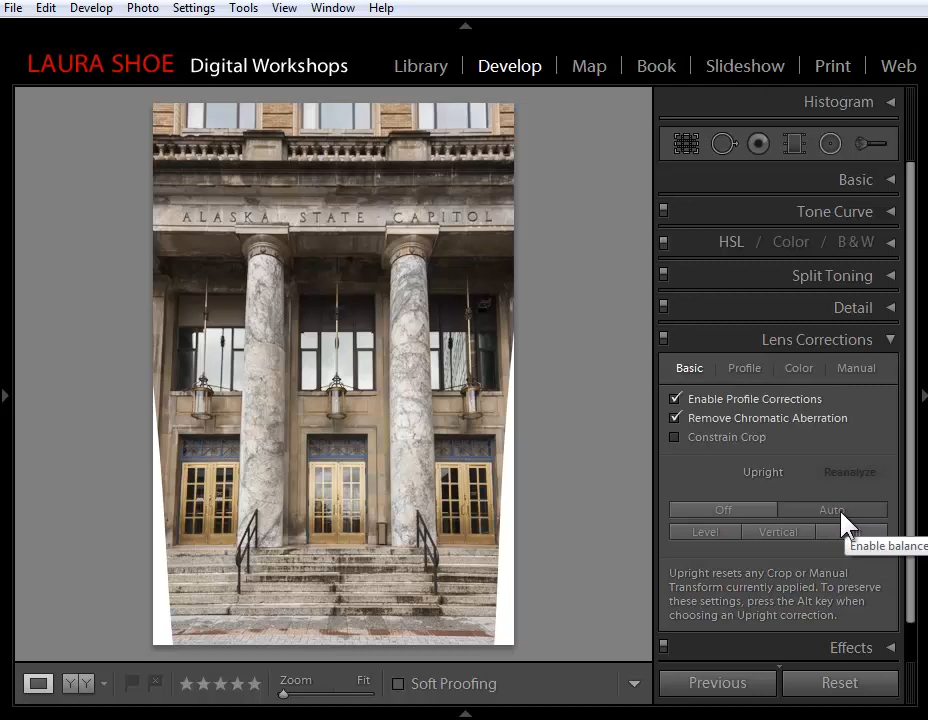 File Edit Develop Photo Settings Tools View Window Help
LAURA SHOE Digital Workshops Library Develop Map Book Slideshow Print Web
Histogram
Basic
Tone Curve
HSL / Color / B & W
Split Toning
Detail
Lens Corrections
Basic Profile Color Manual
Enable Profile Corrections
Remove Chromatic Aberration
Constrain Crop
Upright Reanalyze
Off Auto
Level Vertical
Enable balance
Upright resets any Crop or Manual
Transform currently applied. To preserve
these settings, press the Alt key when
choosing an Upright correction.
Effects
Previous Reset
ALASKA STATE CAPITOL
YY Zoom Fit Soft Proofing